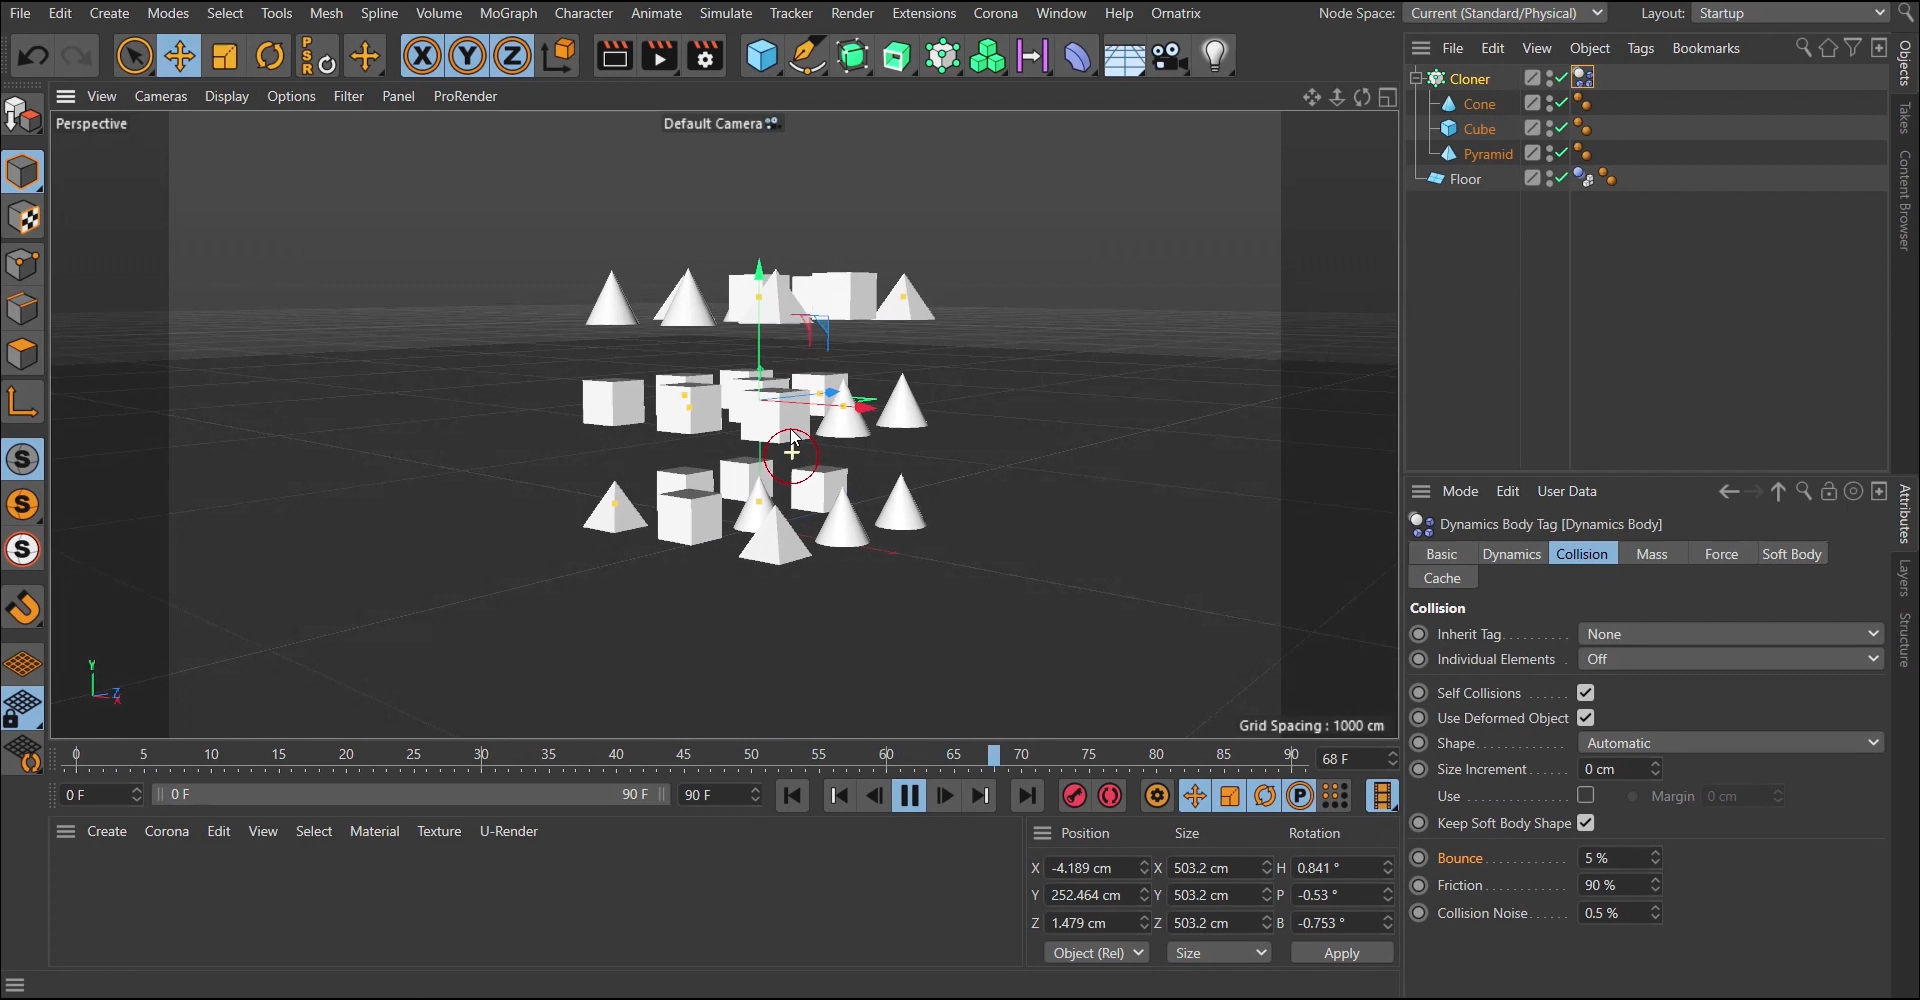 File Edit Create Modes Select Tools Mesh Spline Volume MoGraph Character Animate Simulate Tracker Render Extensions Corona Window Help Ornatrix Node Space: Current (Standard/Physical) Layout: Startup
P S R X Y Z
File Edit View Object Tags Bookmarks
Objects
Takes
Content Browser
View Cameras Display Options Filter Panel ProRender
Perspective
Default Camera
Cloner
Cone
Cube
Pyramid
Floor
S
S
S
Y
Z
X
Grid Spacing : 1000 cm
Mode Edit User Data
Attributes
Layers
Structure
Dynamics Body Tag [Dynamics Body]
Basic Dynamics Collision Mass Force Soft Body
Cache
Collision
Inherit Tag. . . . . . . . . None
Individual Elements . Off
Self Collisions . . . . . .
Use Deformed Object
Shape. . . . . . . . . . . . . Automatic
Size Increment. . . . . . 0 cm
Use . . . . . . . . . . . . . . . Margin 0 cm
Keep Soft Body Shape
Bounce. . . . . . . . . . . . 5 %
Friction. . . . . . . . . . . . 90 %
Collision Noise. . . . . . 0.5 %
0 5 10 15 20 25 30 35 40 45 50 55 60 65 70 75 80 85 90 68 F
0 F 0 F 90 F 90 F P
Create Corona Edit View Select Material Texture U-Render
Position Size Rotation
X -4.189 cm X 503.2 cm H 0.841 °
Y 252.464 cm Y 503.2 cm P -0.53 °
Z 1.479 cm Z 503.2 cm B -0.753 °
Object (Rel) Size Apply